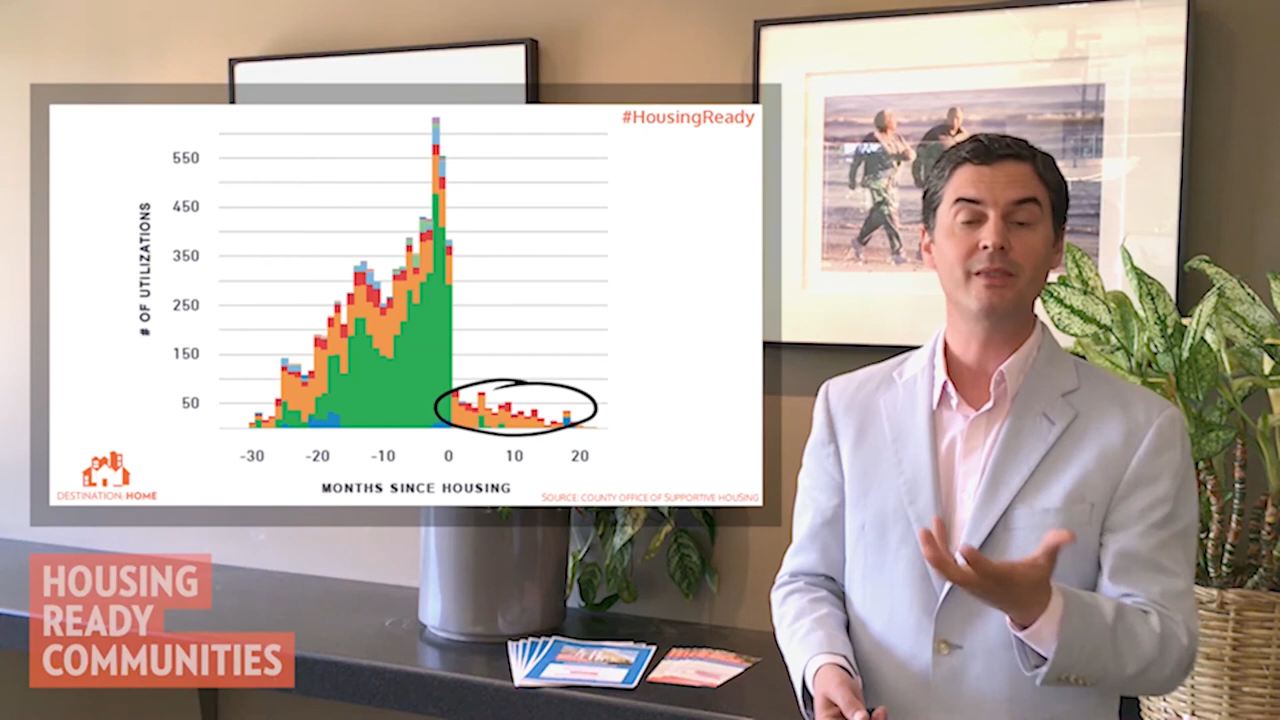 #HousingReady
# OF UTILIZATIONS
550
450
350
250
150
50
-30 -20 -10 0 10 20
MONTHS SINCE HOUSING
DESTINATION: HOME
SOURCE: COUNTY OFFICE OF SUPPORTIVE HOUSING
HOUSING
READY
COMMUNITIES